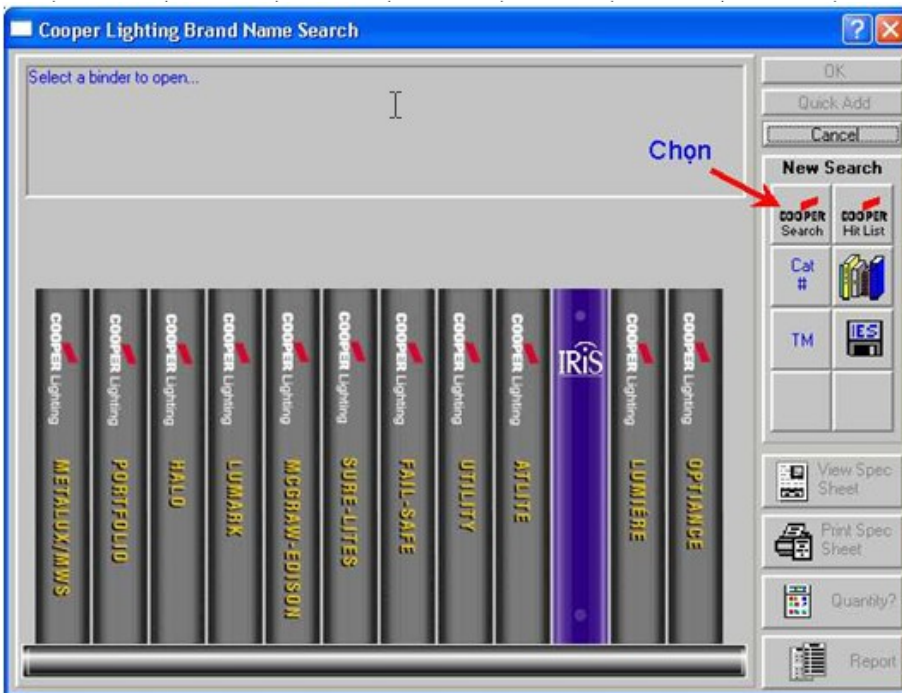 Cooper Lighting Brand Name Search
Select a binder to open...
OK
Quick Add
Cancel
Chọn
New Search
COOPER
Search
COOPER
Hit List
Cat
#
TM
IES
COOPER Lighting METALUX/MWS
COOPER Lighting PORTFOLIO
COOPER Lighting HALO
COOPER Lighting LUMARK
COOPER Lighting MCGRAW-EDISON
COOPER Lighting SURE-LITES
COOPER Lighting FAIL-SAFE
COOPER Lighting UTILITY
COOPER Lighting ATLITE
IRiS
COOPER Lighting LUMIÉRE
COOPER Lighting OPTIANCE
View Spec
Sheet
Print Spec
Sheet
Quantity?
Report